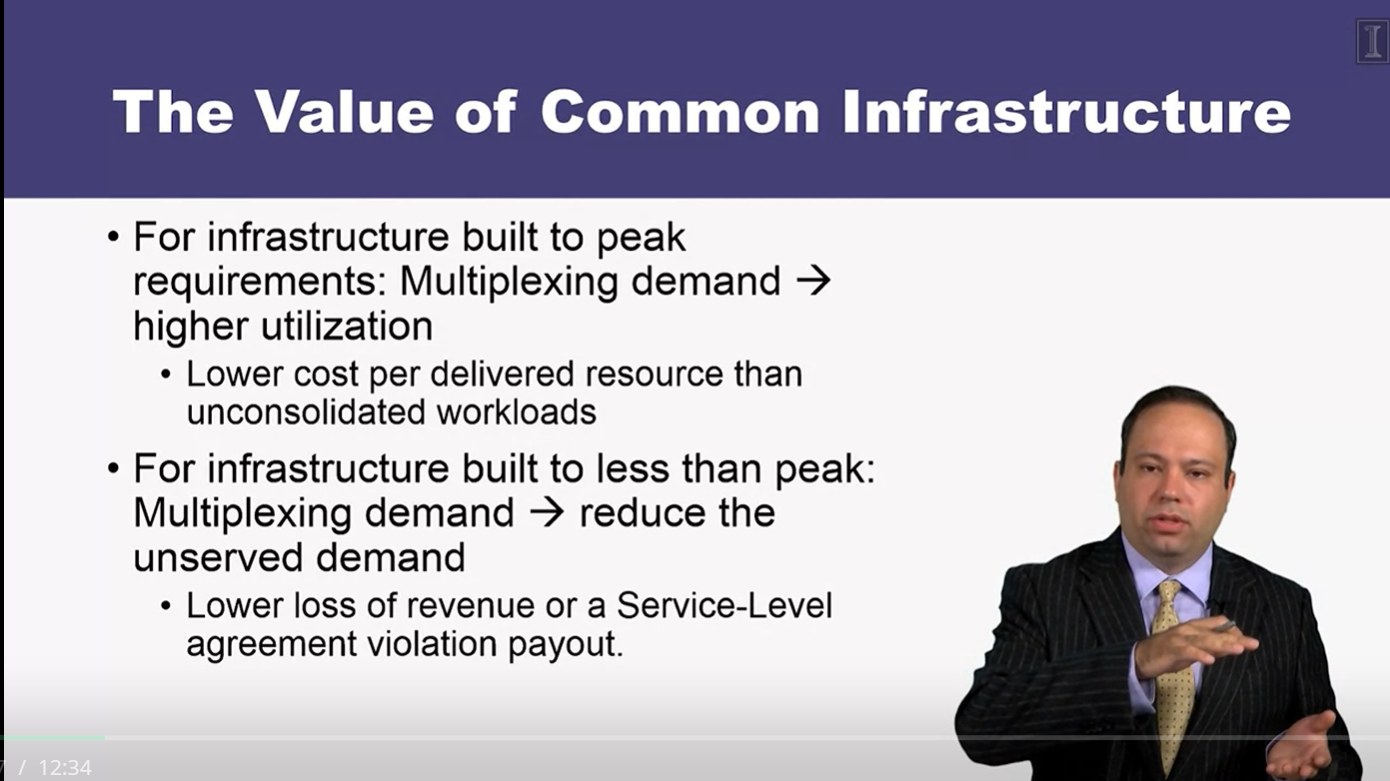 The Value of Common Infrastructure
• For infrastructure built to peak
requirements: Multiplexing demand →
higher utilization
• Lower cost per delivered resource than
unconsolidated workloads
• For infrastructure built to less than peak:
Multiplexing demand → reduce the
unserved demand
• Lower loss of revenue or a Service-Level
agreement violation payout.
/ 12:34